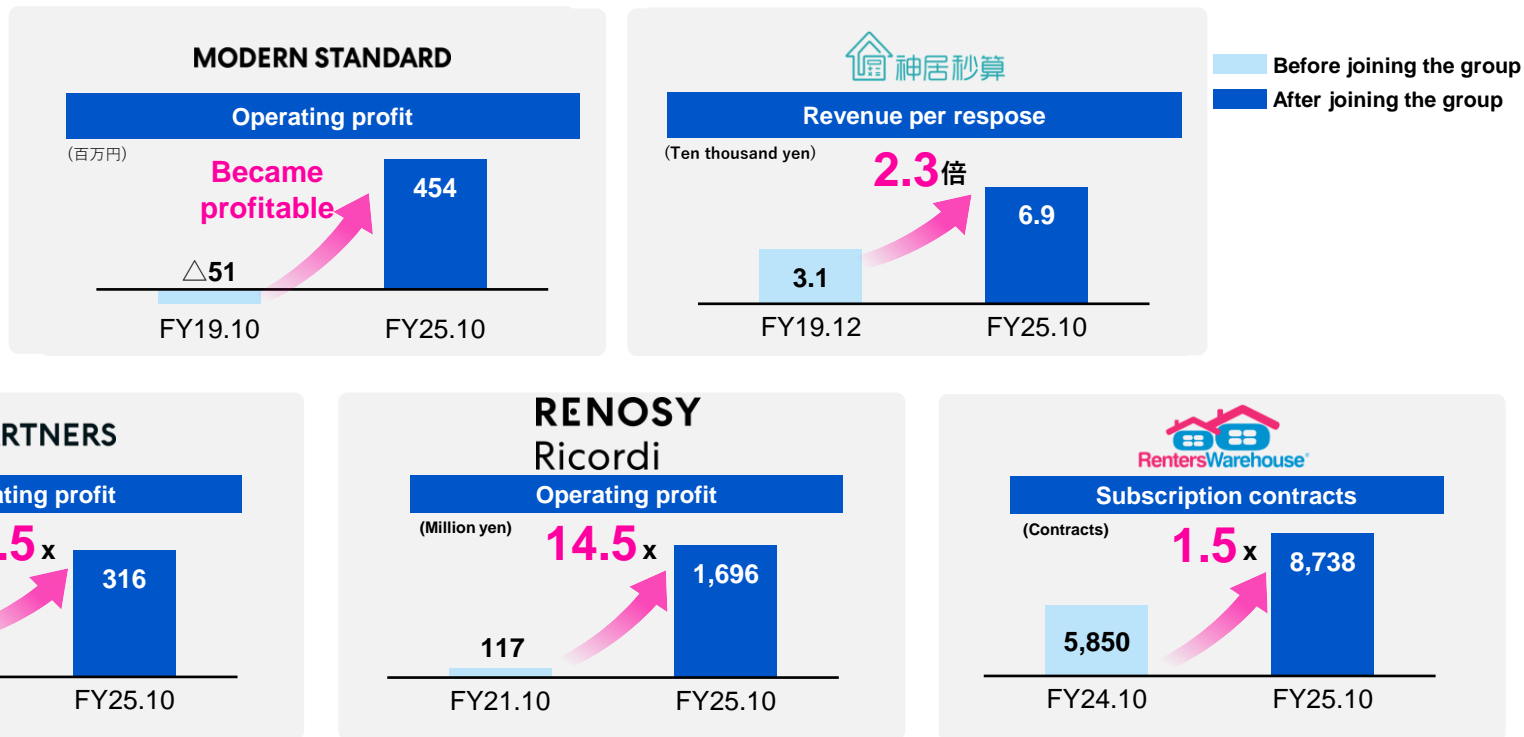 MODERN STANDARD
Operating profit
(百万円)
Became
profitable
454
△51
FY19.10
FY25.10
神居秒算
Revenue per respose
(Ten thousand yen)
2.3倍
6.9
3.1
FY19.12
FY25.10
Before joining the group
After joining the group
RTNERS
ting profit
.5 x
316
FY25.10
RENOSY
Ricordi
Operating profit
(Million yen)
14.5 x
1,696
117
FY21.10
FY25.10
RentersWarehouse
Subscription contracts
(Contracts)
1.5 x
8,738
5,850
FY24.10
FY25.10